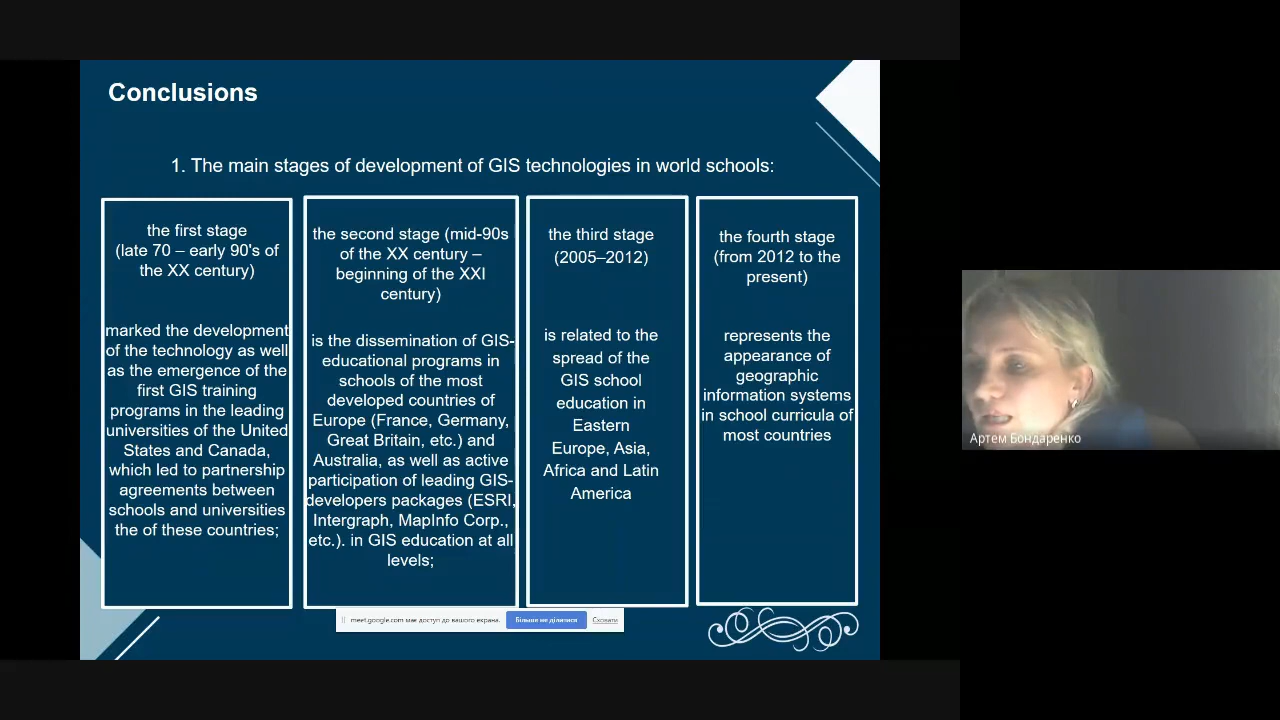 Conclusions
1. The main stages of development of GIS technologies in world schools:
the first stage
(late 70 – early 90's of
the XX century)
marked the development
of the technology as well
as the emergence of the
first GIS training
programs in the leading
universities of the United
States and Canada,
which led to partnership
agreements between
schools and universities
the of these countries;
the second stage (mid-90s
of the XX century –
beginning of the XXI
century)
is the dissemination of GIS-
educational programs in
schools of the most
developed countries of
Europe (France, Germany,
Great Britain, etc.) and
Australia, as well as active
participation of leading GIS-
developers packages (ESRI,
Intergraph, MapInfo Corp.,
etc.). in GIS education at all
levels;
the third stage
(2005–2012)
is related to the
spread of the
GIS school
education in
Eastern
Europe, Asia,
Africa and Latin
America
the fourth stage
(from 2012 to the
present)
represents the
appearance of
geographic
information systems
in school curricula of
most countries
meet.google.com має доступ до вашого екрана.
Більше не ділитися
Сховати
Артем Бондаренко